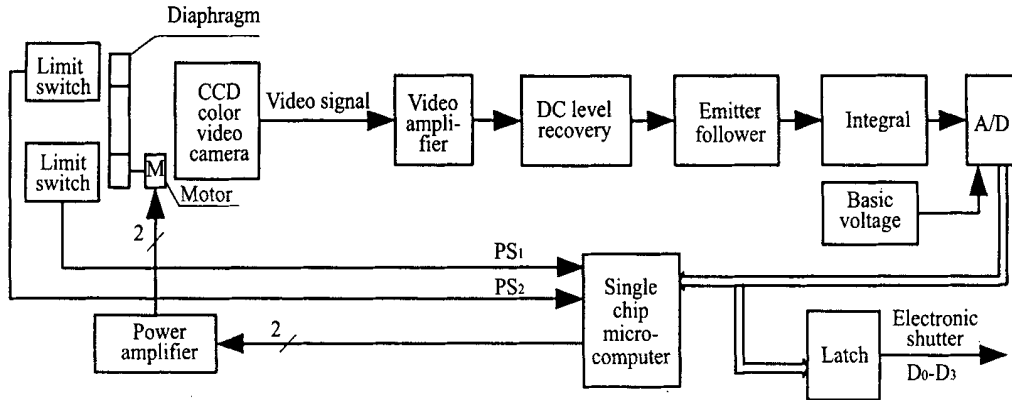 Diaphragm
Limit
switch
CCD
color
video
camera
Video signal
Video
ampli-
fier
DC level
recovery
Emitter
follower
Integral
A/D
Limit
switch
M
Motor
Basic
voltage
2
PS1
PS2
Single
chip
micro-
computer
Power
amplifier
2
Latch
Electronic
shutter
D0-D3